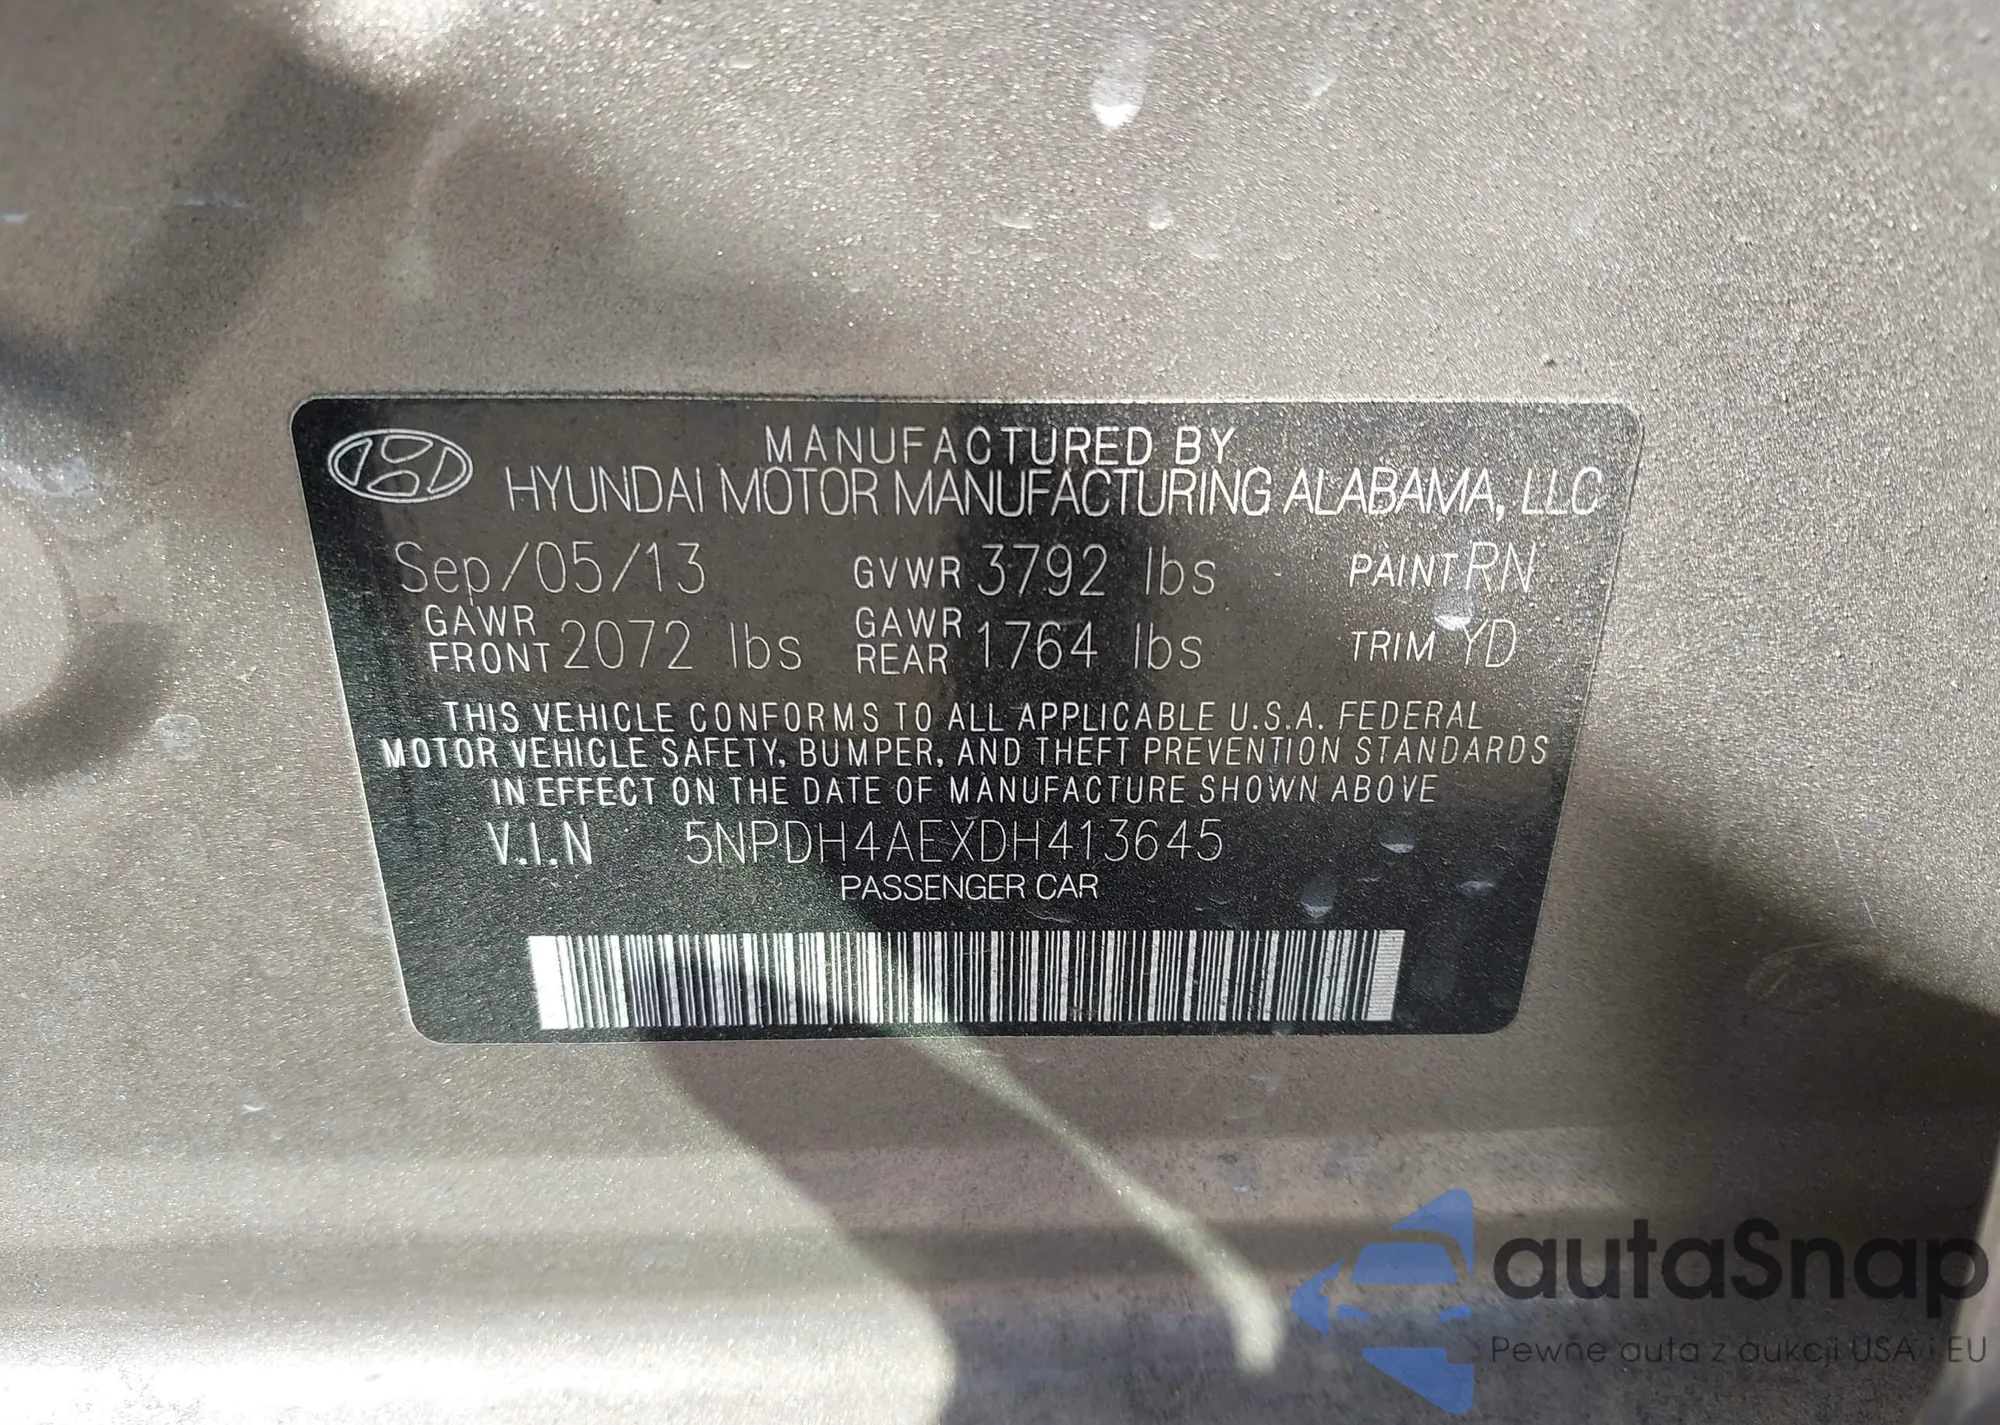 MANUFACTURED BY
HYUNDAI MOTOR MANUFACTURING ALABAMA, LLC
Sep/05/13 GVWR 3792 lbs PAINT RN
GAWR FRONT 2072 lbs GAWR REAR 1764 lbs TRIM YD
THIS VEHICLE CONFORMS TO ALL APPLICABLE U.S.A. FEDERAL
MOTOR VEHICLE SAFETY, BUMPER, AND THEFT PREVENTION STANDARDS
IN EFFECT ON THE DATE OF MANUFACTURE SHOWN ABOVE
V.I.N 5NPDH4AEXDH413645
PASSENGER CAR
autaSnap
Pewne auta z aukcji USA i EU